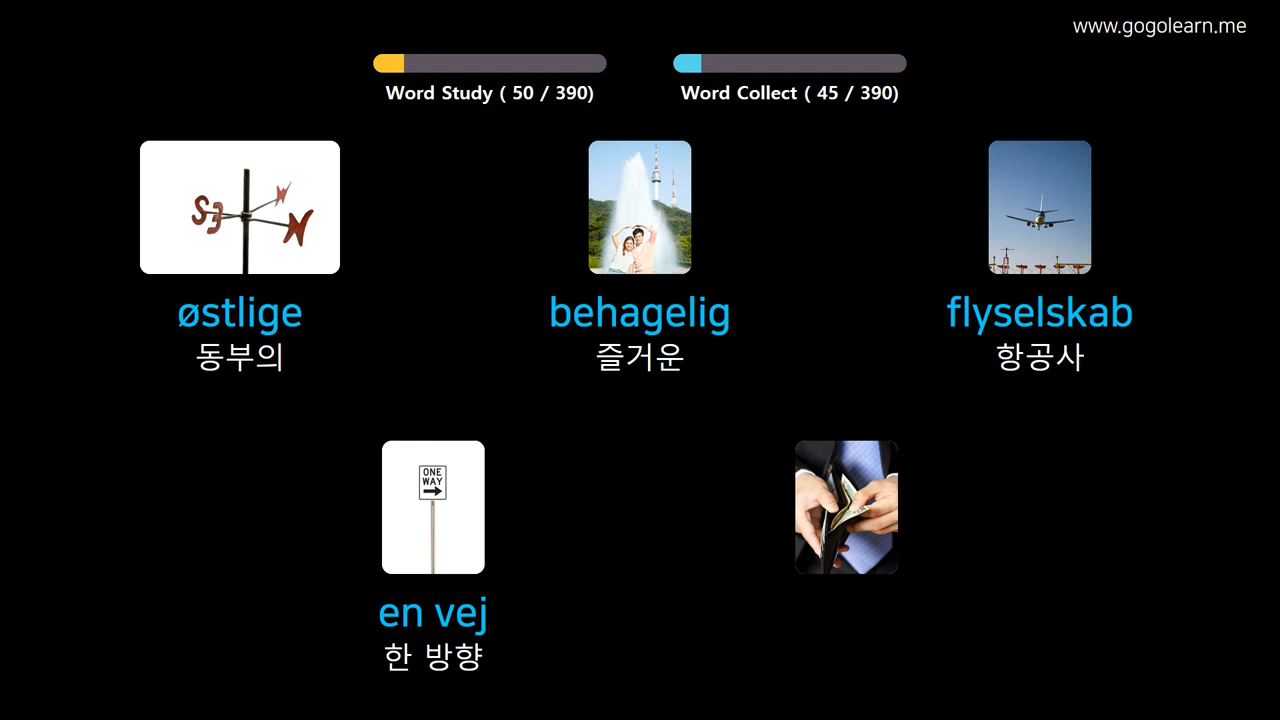 www.gogolearn.me
Word Study ( 50 / 390)
Word Collect ( 45 / 390)
S
E
N
østlige
동부의
behagelig
즐거운
flyselskab
항공사
ONE
WAY
en vej
한 방향